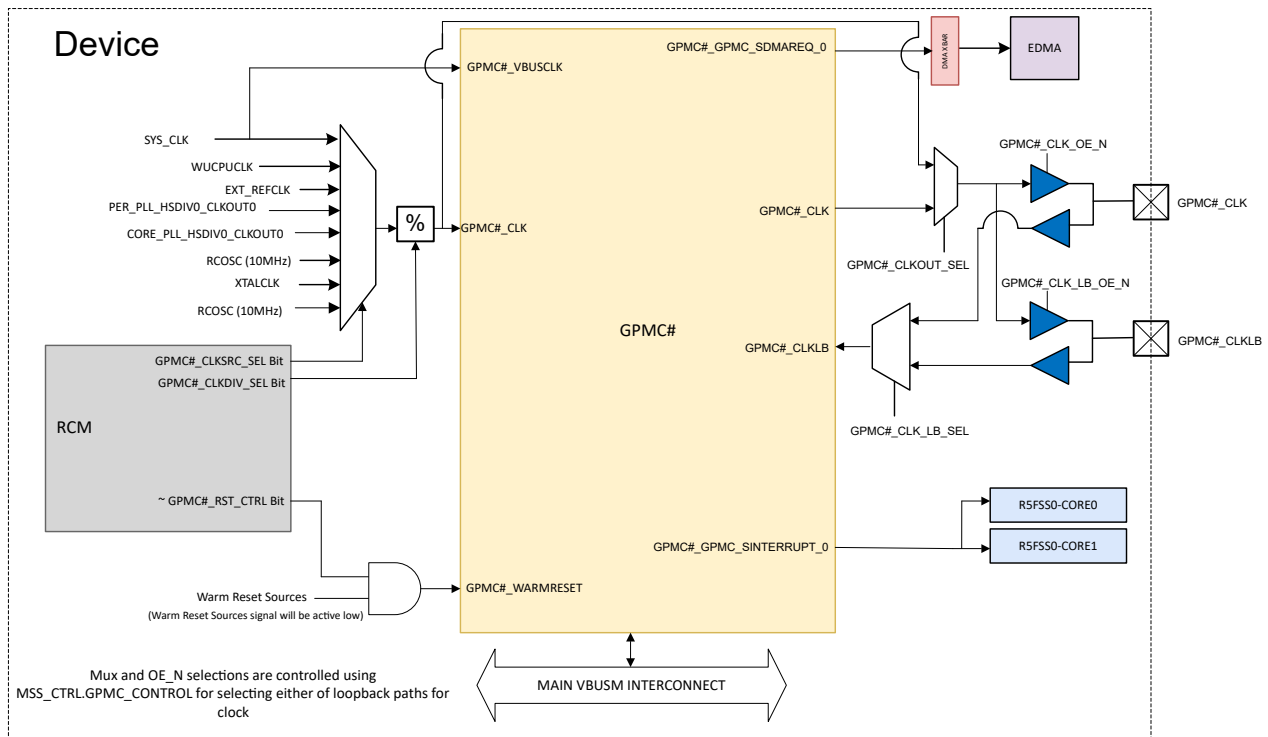 Device
GPMC#_GPMC_SDMAREQ_0
DMA XBAR
EDMA
GPMC#_VBUSCLK
SYS_CLK
WUCPUCLK
EXT_REFCLK
PER_PLL_HSDIV0_CLKOUT0
CORE_PLL_HSDIV0_CLKOUT0
RCOSC (10MHz)
XTALCLK
RCOSC (10MHz)
%
GPMC#_CLK
GPMC#_CLK_OE_N
GPMC#_CLK
GPMC#_CLK
GPMC#_CLKOUT_SEL
GPMC#_CLK_LB_OE_N
GPMC#
GPMC#_CLKLB
GPMC#_CLKLB
GPMC#_CLK_LB_SEL
GPMC#_CLKSRC_SEL Bit
GPMC#_CLKDIV_SEL Bit
RCM
~ GPMC#_RST_CTRL Bit
R5FSS0-CORE0
GPMC#_GPMC_SINTERRUPT_0
R5FSS0-CORE1
GPMC#_WARMRESET
Warm Reset Sources
(Warm Reset Sources signal will be active low)
Mux and OE_N selections are controlled using
MSS_CTRL.GPMC_CONTROL for selecting either of loopback paths for
clock
MAIN VBUSM INTERCONNECT